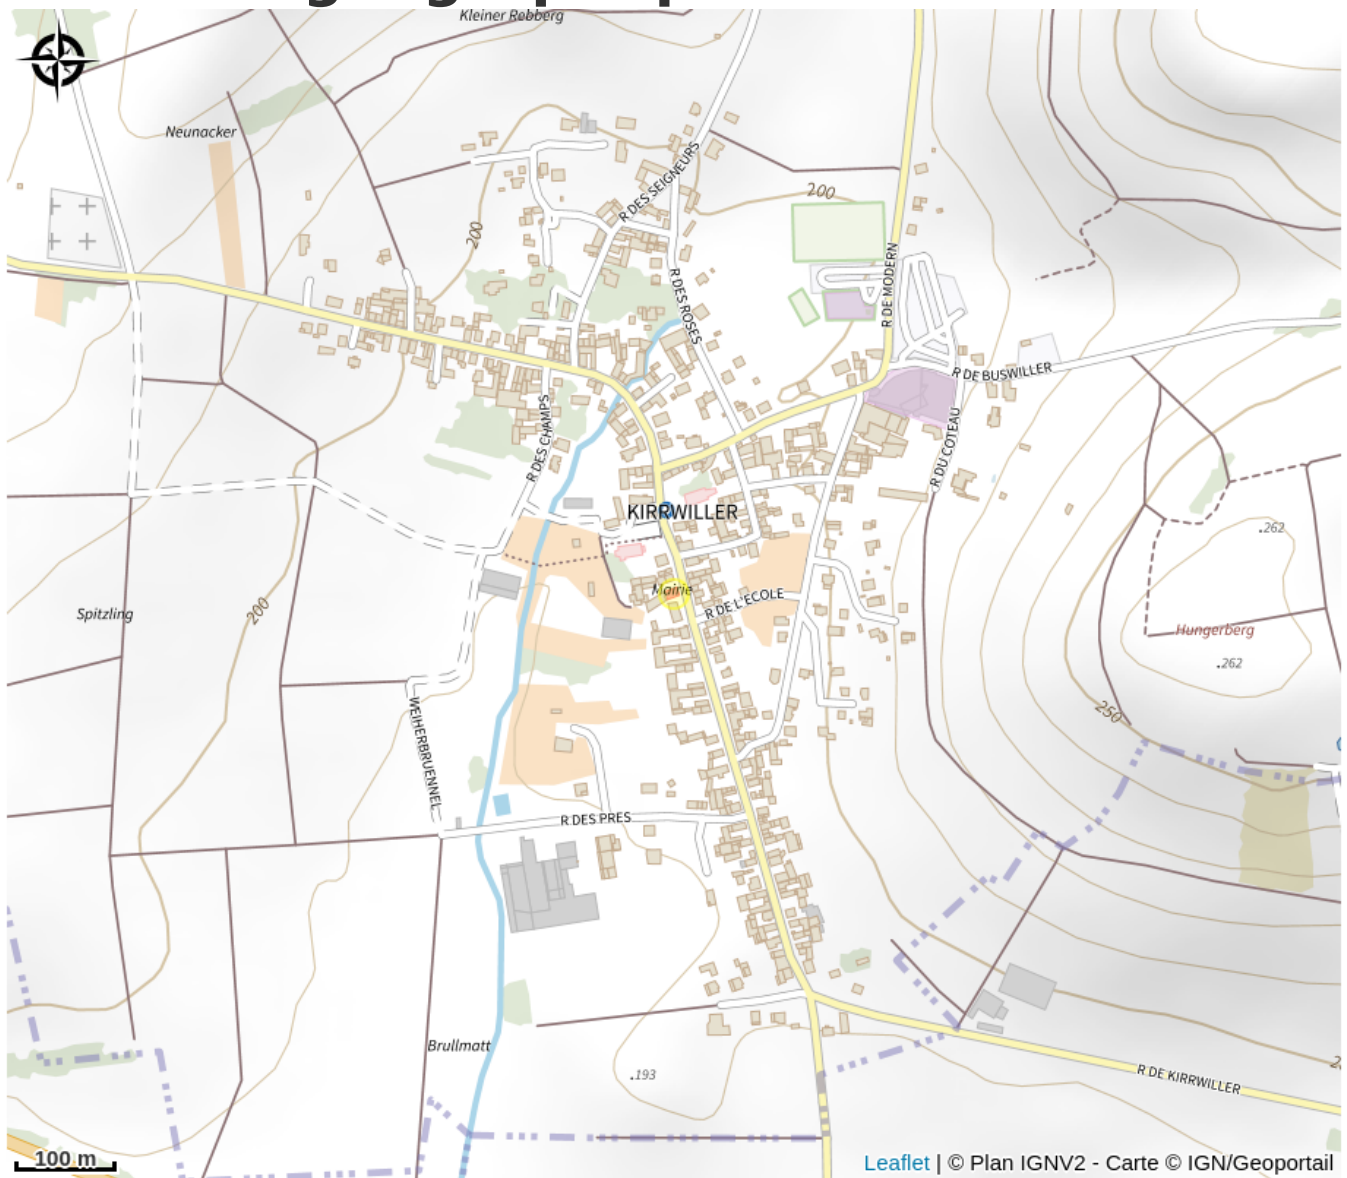 Kleiner Rebberg
Neunacker
R DES SEIGNEURS
200
200
R DE MODERN
R DES ROSES
R DE BUSWILLER
R DES CHAMPS
R DU COTEAU
KIRRWILLER
.262
Mairie
R DE L'ECOLE
Spitzling
200
Hungerberg
.262
WEIHERBRUENNEL
250
R DES PRES
Brullmatt
.193
R DE KIRRWILLER
100 m
Leaflet | © Plan IGNV2 - Carte © IGN/Geoportail